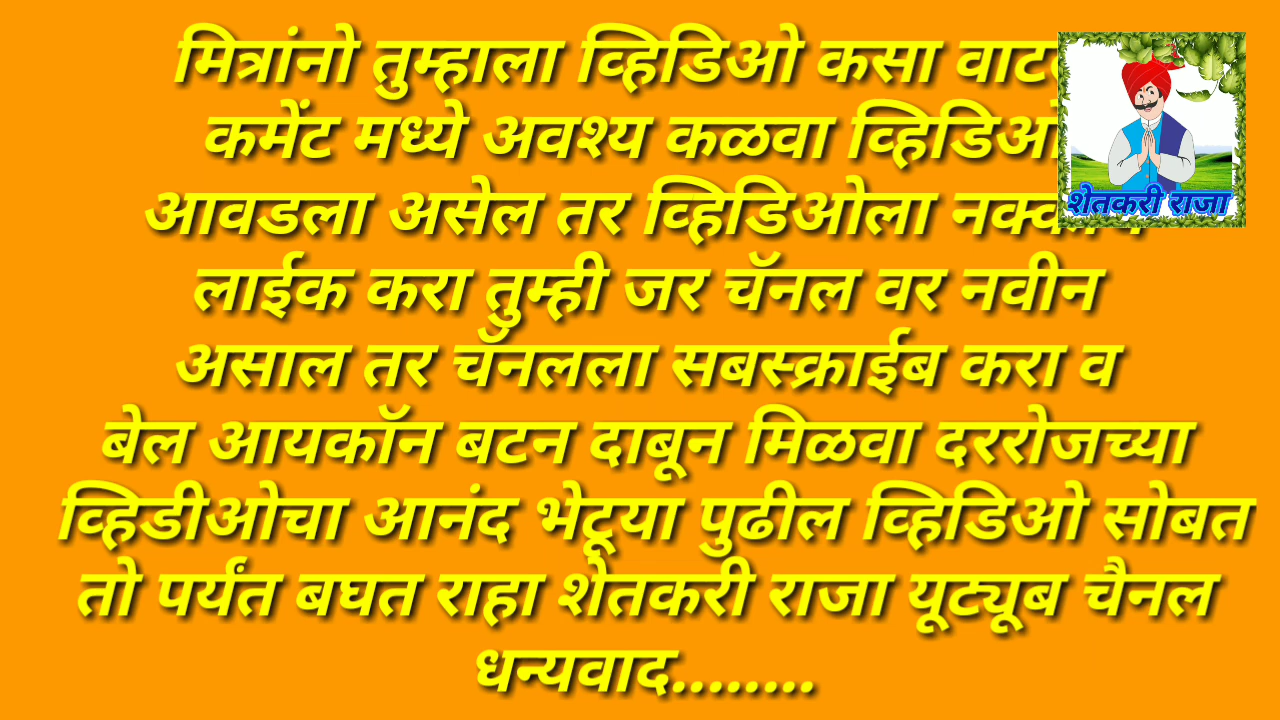 मित्रांनो तुम्हाला व्हिडिओ कसा
कमेंट मध्ये अवश्य कळवा व्हिडिओ
आवडला असेल तर व्हिडिओला
लाईक करा तुम्ही जर चॅनल वर नवीन
असाल तर चॅनलला सबस्क्राईब करा व
बेल आयकॉन बटन दाबून मिळवा दररोजच्या
व्हिडीओचा आनंद भेटूया पुढील व्हिडिओ सोबत
तो पर्यंत बघत राहा शेतकरी राजा यूट्यूब चैनल
धन्यवाद........
शेतकरी राजा